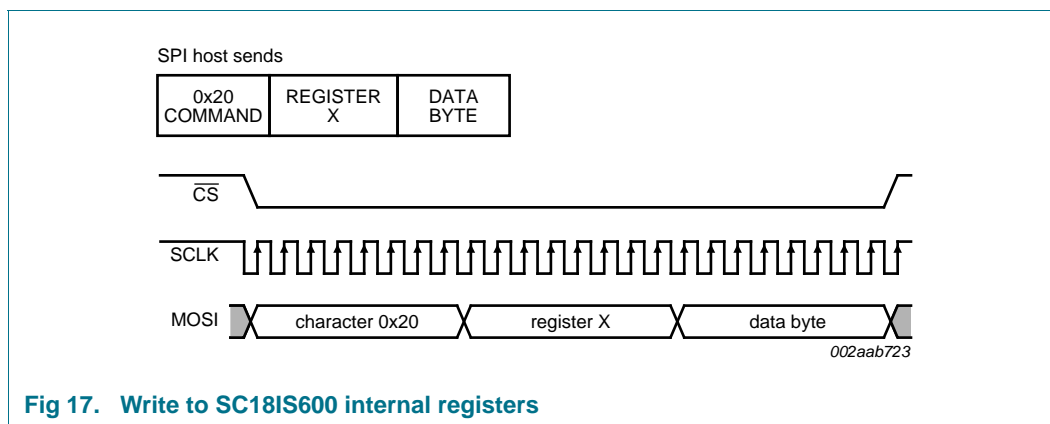 SPI host sends
0x20 REGISTER DATA
COMMAND X BYTE
CS
SCLK
MOSI character 0x20 register X data byte
002aab723
Fig 17. Write to SC18IS600 internal registers